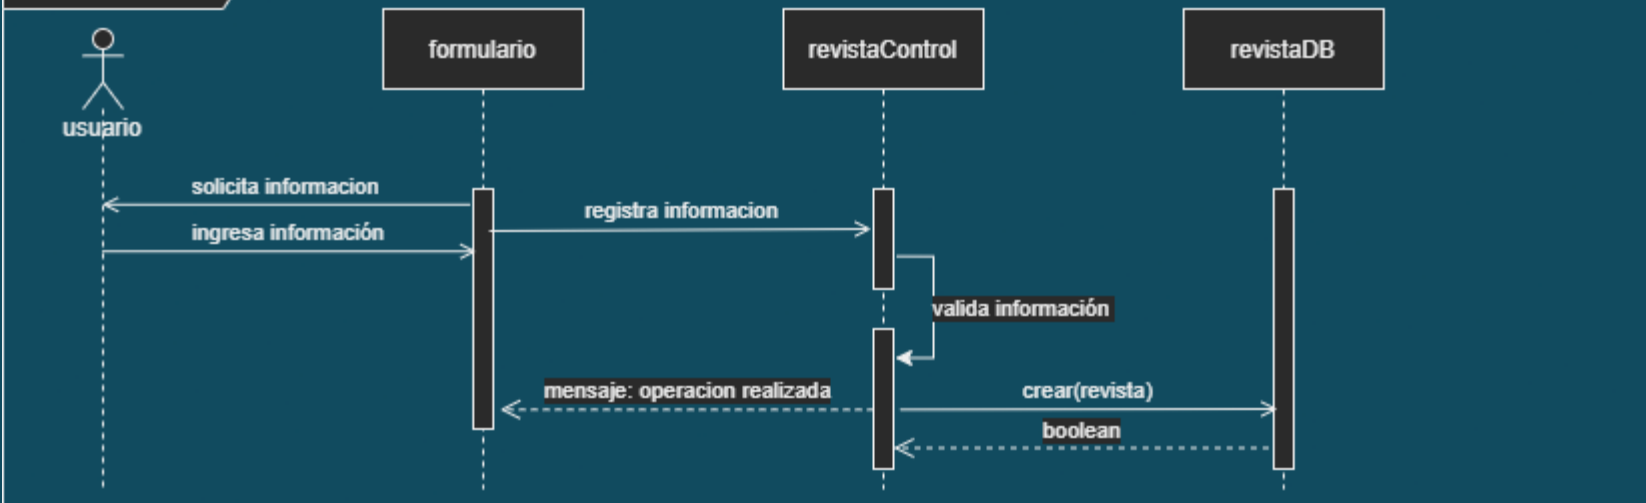 formulario
revistaControl
revistaDB
usuario
solicita informacion
registra informacion
ingresa información
valida información
mensaje: operacion realizada
crear(revista)
boolean